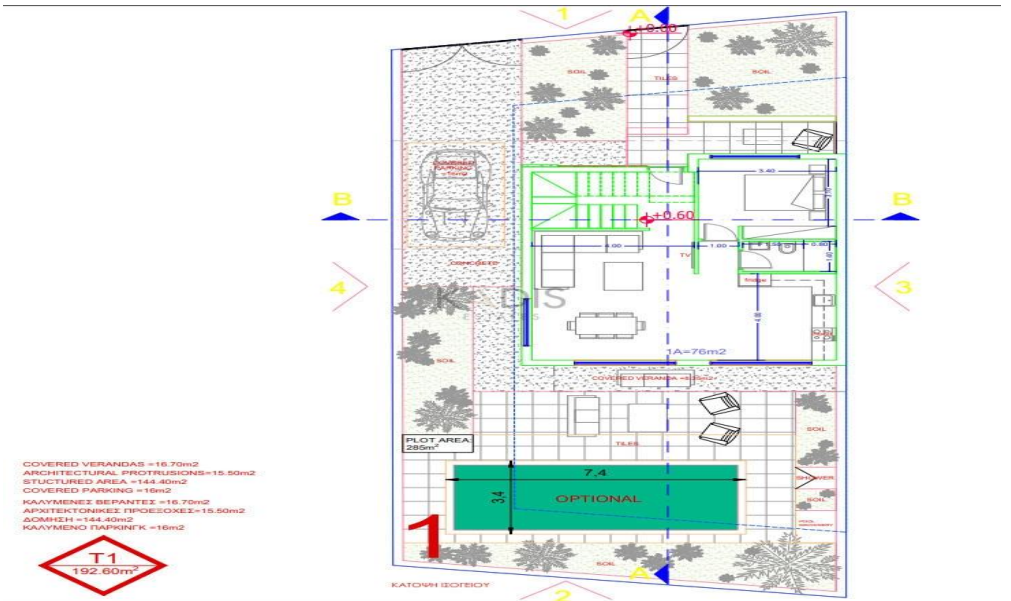 1
A
+0.00
SOIL
TILES
SOIL
COVERED
PARKING
3.40
B
B
+0.60
4.00
1.80
TV
CONCRETE
4
3
fridge
4.80
1A=76m2
COVERED VERANDA
SOIL
PLOT AREA:
285m²
TILES
SOIL
SHOWER
SOIL
7,4
3,4
OPTIONAL
1
SOIL
A
2
COVERED VERANDAS =16.70m2
ARCHITECTURAL PROTRUSIONS=15.50m2
STUCTURED AREA =144.40m2
COVERED PARKING =16m2
ΚΑΛΥΜΕΝΕΣ ΒΕΡΑΝΤΕΣ =16.70m2
ΑΡΧΙΤΕΚΤΟΝΙΚΕΣ ΠΡΟΕΞΟΧΕΣ=15.50m2
ΔΟΜΗΣΗ =144.40m2
ΚΑΛΥΜΕΝΟ ΠΑΡΚΙΝΓΚ =16m2
T1
192.60m²
ΚΑΤΟΨΗ ΙΣΟΓΕΙΟΥ